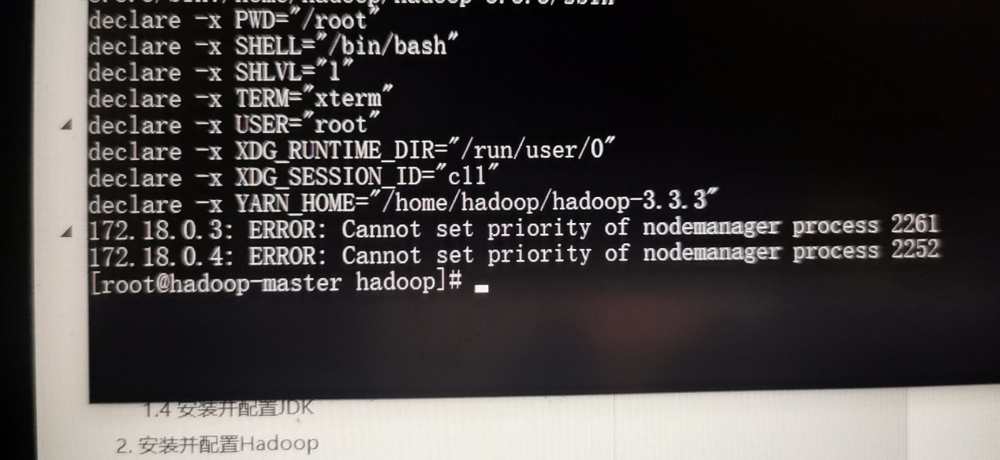 declare -x PWD="/root"
declare -x SHELL="/bin/bash"
declare -x SHLVL="1"
declare -x TERM="xterm"
declare -x USER="root"
declare -x XDG_RUNTIME_DIR="/run/user/0"
declare -x XDG_SESSION_ID="c11"
declare -x YARN_HOME="/home/hadoop/hadoop-3.3.3"
172.18.0.3: ERROR: Cannot set priority of nodemanager process 2261
172.18.0.4: ERROR: Cannot set priority of nodemanager process 2252
[root@hadoop-master hadoop]#
1.4 安装并配置JDK
2. 安装并配置Hadoop